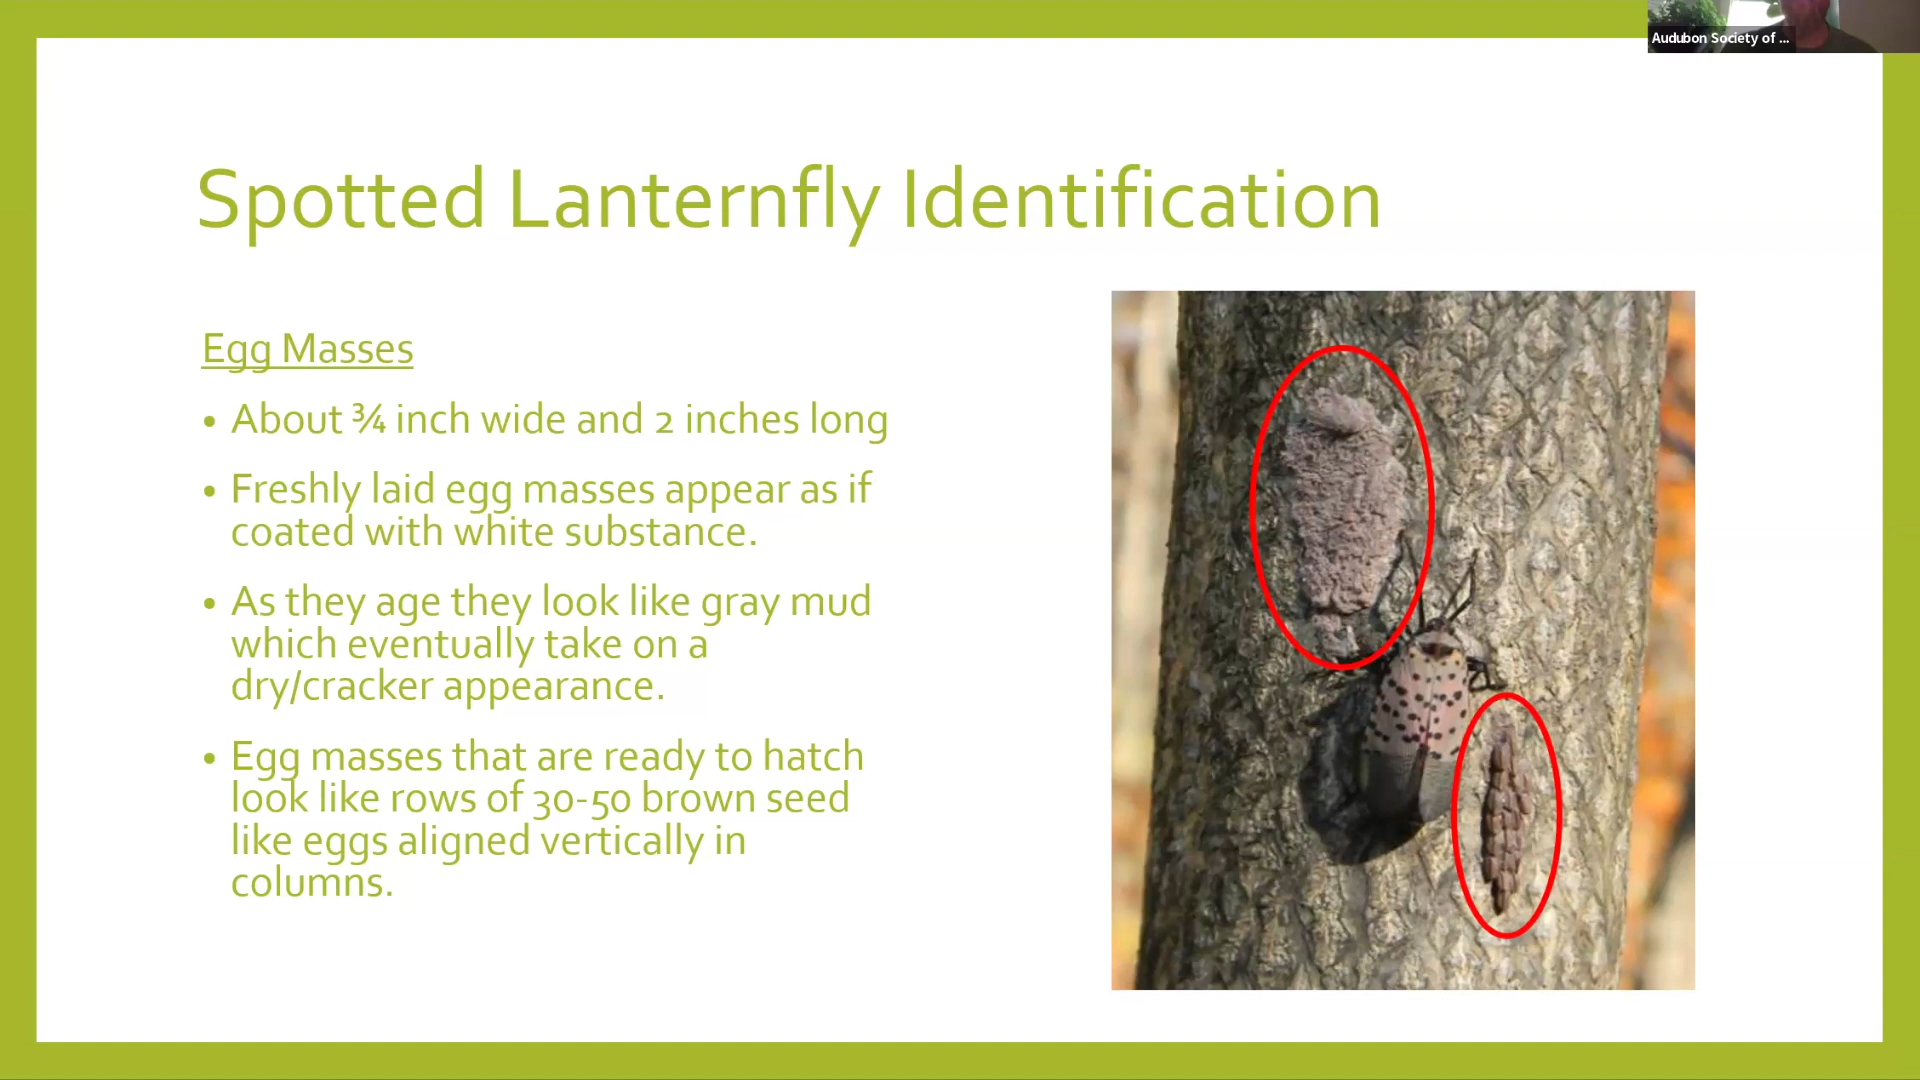 Audubon Society of ...
Spotted Lanternfly Identification
Egg Masses
• About ¾ inch wide and 2 inches long
• Freshly laid egg masses appear as if
coated with white substance.
• As they age they look like gray mud
which eventually take on a
dry/cracker appearance.
• Egg masses that are ready to hatch
look like rows of 30-50 brown seed
like eggs aligned vertically in
columns.